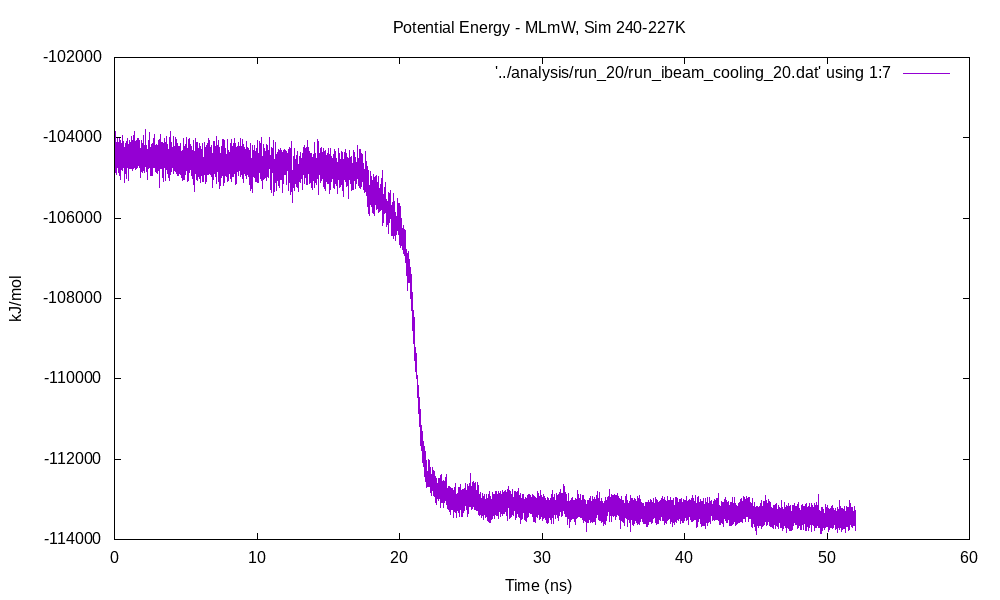 Potential Energy - MLmW, Sim 240-227K
'../analysis/run_20/run_ibeam_cooling_20.dat' using 1:7
-102000
-104000
-106000
-108000
-110000
-112000
-114000
kJ/mol
0 10 20 30 40 50 60
Time (ns)